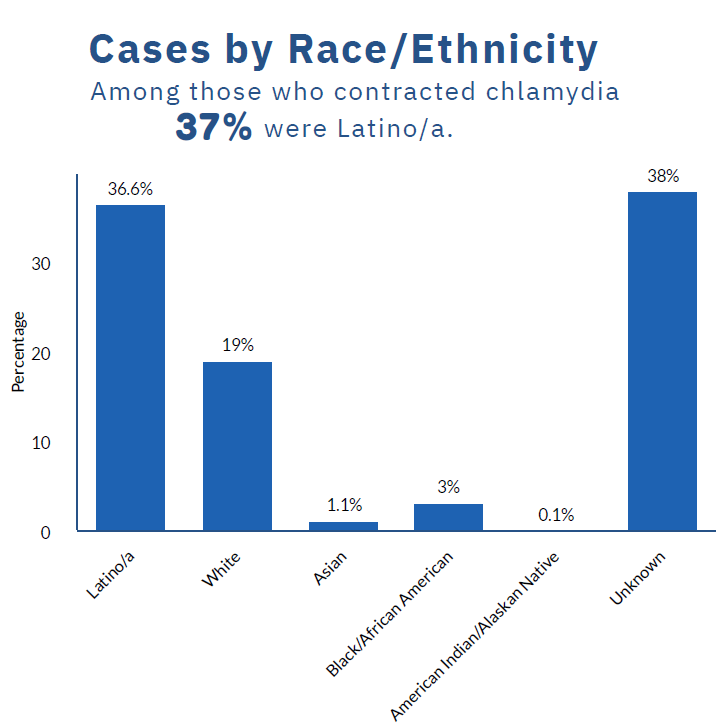 Cases by Race/Ethnicity
Among those who contracted chlamydia
37% were Latino/a.
38%
36.6%
30
19%
20
Percentage
10
3%
1.1%
0.1%
0
Latino/a
White
Asian
Black/African American
American Indian/Alaskan Native
Unknown